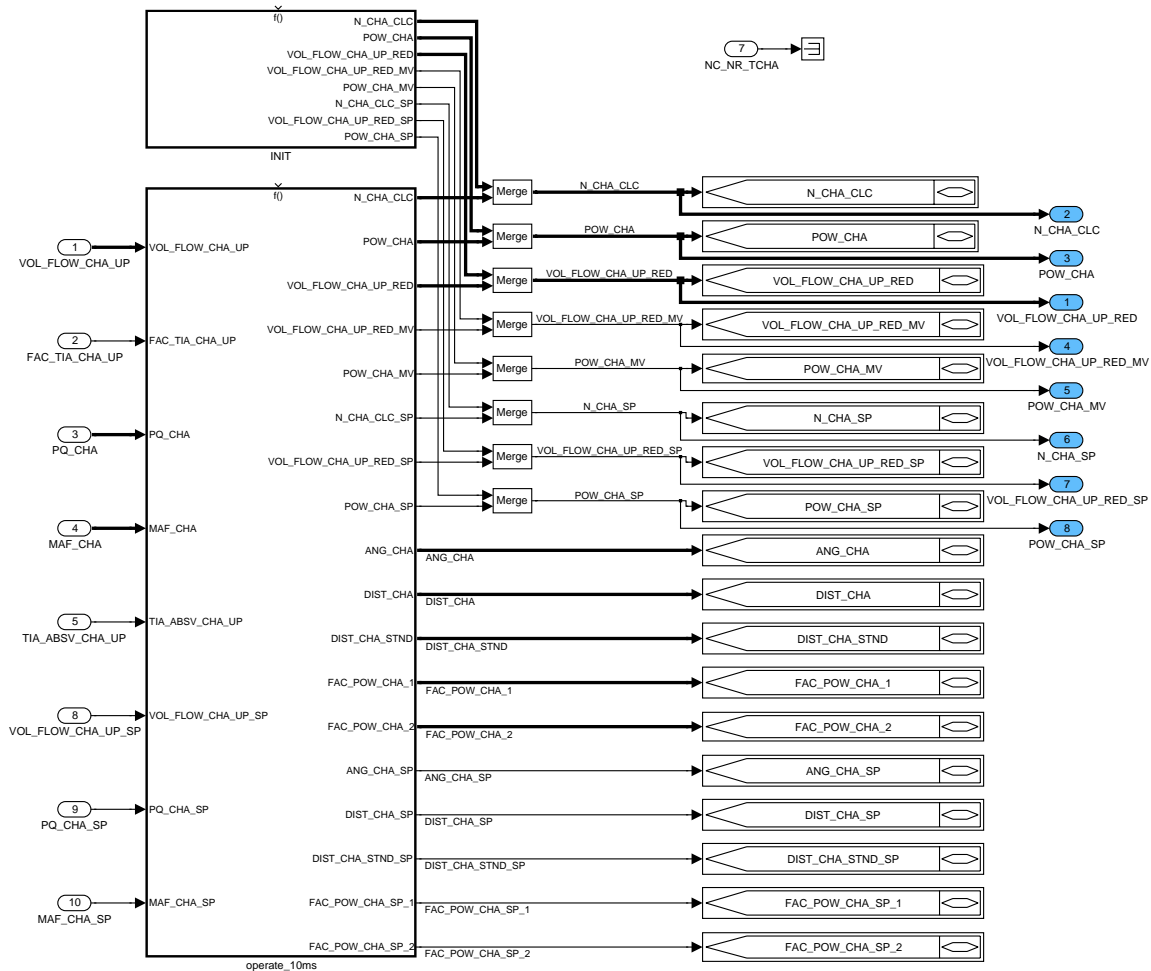 f()
N_CHA_CLC
POW_CHA
VOL_FLOW_CHA_UP_RED
VOL_FLOW_CHA_UP_RED_MV
POW_CHA_MV
N_CHA_CLC_SP
VOL_FLOW_CHA_UP_RED_SP
POW_CHA_SP
INIT
7
NC_NR_TCHA
f()
1
VOL_FLOW_CHA_UP
2
FAC_TIA_CHA_UP
3
PQ_CHA
4
MAF_CHA
5
TIA_ABSV_CHA_UP
8
VOL_FLOW_CHA_UP_SP
9
PQ_CHA_SP
10
MAF_CHA_SP
VOL_FLOW_CHA_UP
FAC_TIA_CHA_UP
PQ_CHA
MAF_CHA
TIA_ABSV_CHA_UP
VOL_FLOW_CHA_UP_SP
PQ_CHA_SP
MAF_CHA_SP
N_CHA_CLC
POW_CHA
VOL_FLOW_CHA_UP_RED
VOL_FLOW_CHA_UP_RED_MV
POW_CHA_MV
N_CHA_CLC_SP
VOL_FLOW_CHA_UP_RED_SP
POW_CHA_SP
ANG_CHA
DIST_CHA
DIST_CHA_STND
FAC_POW_CHA_1
FAC_POW_CHA_2
ANG_CHA_SP
DIST_CHA_SP
DIST_CHA_STND_SP
FAC_POW_CHA_SP_1
FAC_POW_CHA_SP_2
operate_10ms
Merge
Merge
Merge
Merge
Merge
Merge
Merge
Merge
N_CHA_CLC
POW_CHA
VOL_FLOW_CHA_UP_RED
VOL_FLOW_CHA_UP_RED_MV
POW_CHA_MV
N_CHA_SP
VOL_FLOW_CHA_UP_RED_SP
POW_CHA_SP
ANG_CHA
DIST_CHA
DIST_CHA_STND
FAC_POW_CHA_1
FAC_POW_CHA_2
ANG_CHA_SP
DIST_CHA_SP
DIST_CHA_STND_SP
FAC_POW_CHA_SP_1
FAC_POW_CHA_SP_2
N_CHA_CLC
POW_CHA
VOL_FLOW_CHA_UP_RED
VOL_FLOW_CHA_UP_RED_MV
POW_CHA_MV
N_CHA_SP
VOL_FLOW_CHA_UP_RED_SP
POW_CHA_SP
ANG_CHA
DIST_CHA
DIST_CHA_STND
FAC_POW_CHA_1
FAC_POW_CHA_2
ANG_CHA_SP
DIST_CHA_SP
DIST_CHA_STND_SP
FAC_POW_CHA_SP_1
FAC_POW_CHA_SP_2
2
N_CHA_CLC
3
POW_CHA
1
VOL_FLOW_CHA_UP_RED
4
VOL_FLOW_CHA_UP_RED_MV
5
POW_CHA_MV
6
N_CHA_SP
7
VOL_FLOW_CHA_UP_RED_SP
8
POW_CHA_SP